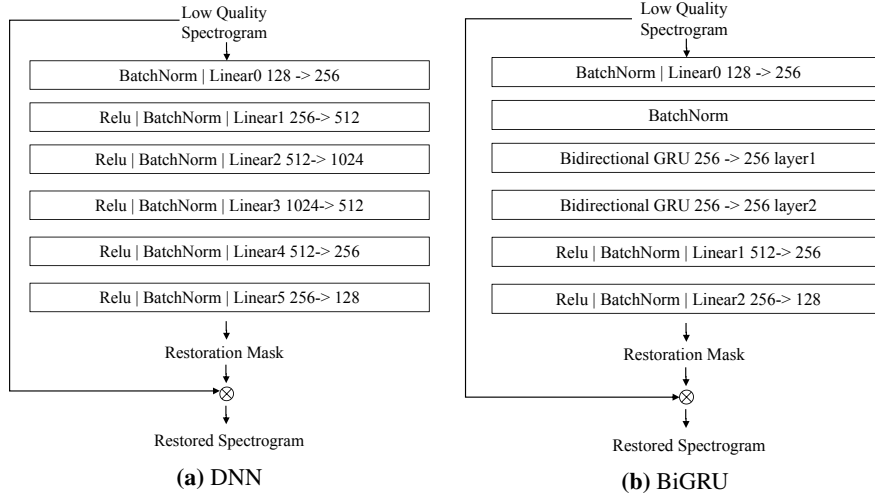 Low Quality
Spectrogram
BatchNorm | Linear0 128 -> 256
Relu | BatchNorm | Linear1 256-> 512
Relu | BatchNorm | Linear2 512-> 1024
Relu | BatchNorm | Linear3 1024-> 512
Relu | BatchNorm | Linear4 512-> 256
Relu | BatchNorm | Linear5 256-> 128
Restoration Mask
Restored Spectrogram
(a) DNN
Low Quality
Spectrogram
BatchNorm | Linear0 128 -> 256
BatchNorm
Bidirectional GRU 256 -> 256 layer1
Bidirectional GRU 256 -> 256 layer2
Relu | BatchNorm | Linear1 512-> 256
Relu | BatchNorm | Linear2 256-> 128
Restoration Mask
Restored Spectrogram
(b) BiGRU